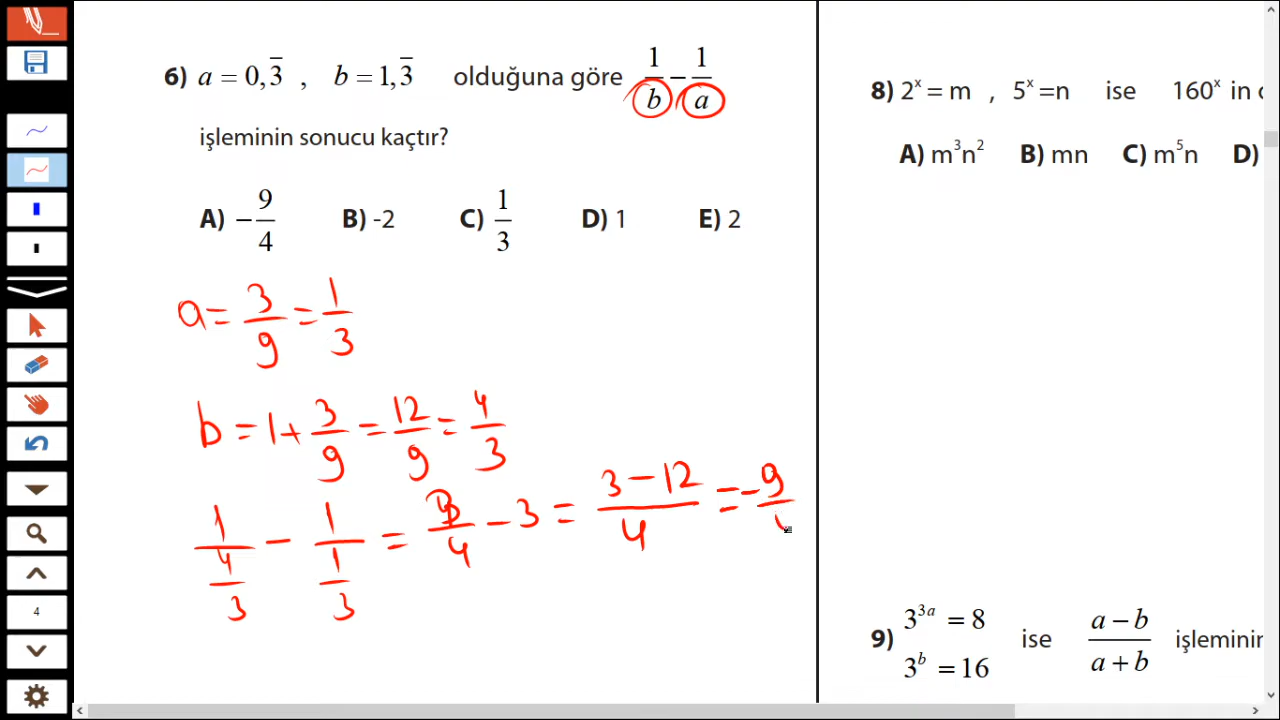 6) a = 0,3̅ , b = 1,3̅ olduğuna göre 1/b − 1/a
işleminin sonucu kaçtır?
A) −9/4 B) -2 C) 1/3 D) 1 E) 2
a = 3/9 = 1/3
b = 1 + 3/9 = 12/9 = 4/3
1/(4/3) − 1/(1/3) = 3/4 − 3 = (3 − 12)/4 = −9/
8) 2ˣ = m , 5ˣ =n ise 160ˣ in
A) m³n² B) mn C) m⁵n D)
9) 3³ᵃ = 8
3ᵇ = 16 ise (a − b)/(a + b) işleminin
4